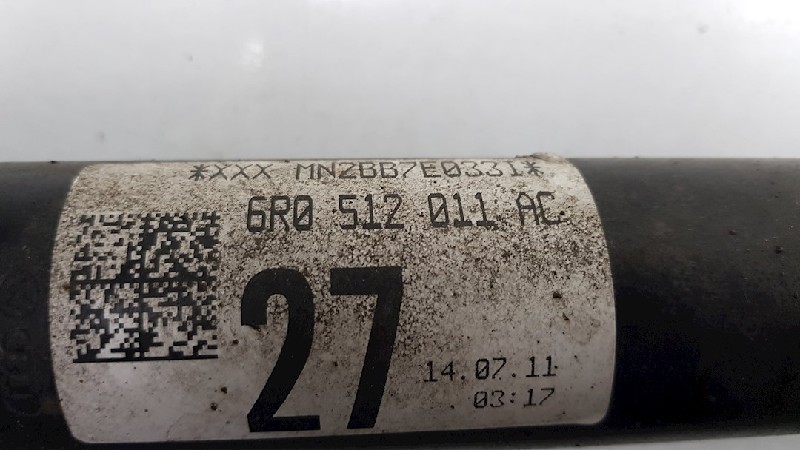 *XXX MN2BB7E0331*
6R0 512 011 AC
27
14.07.11
03:17